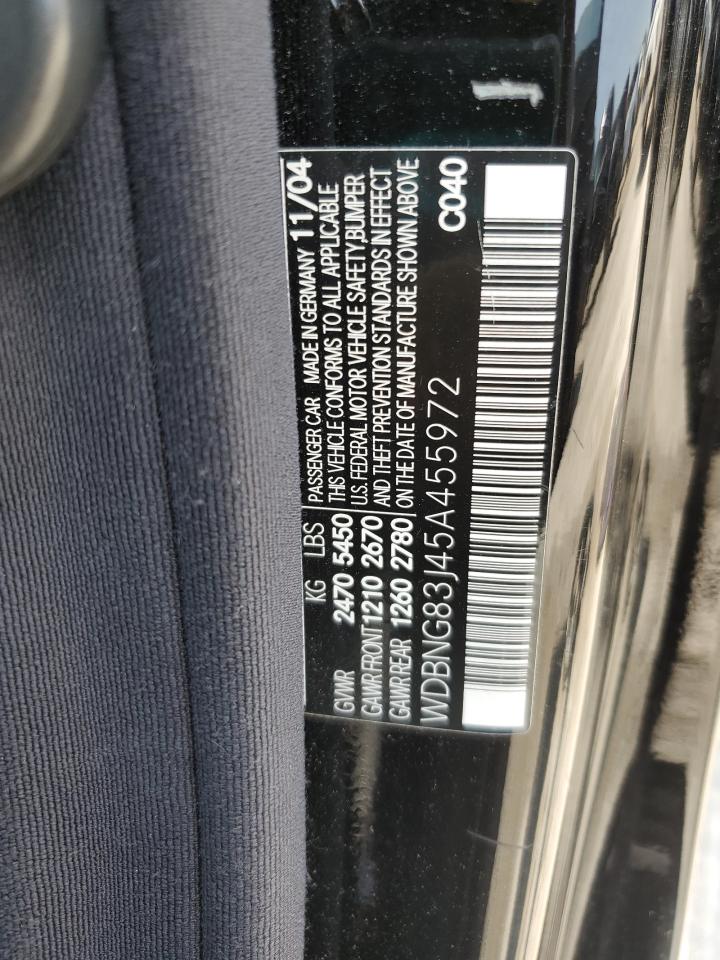 PASSENGER CAR MADE IN GERMANY 11/04
KG LBS THIS VEHICLE CONFORMS TO ALL APPLICABLE
GVWR 2470 5450 U.S. FEDERAL MOTOR VEHICLE SAFETY,BUMPER
GAWR FRONT 1210 2670 AND THEFT PREVENTION STANDARDS IN EFFECT
GAWR REAR 1260 2780 ON THE DATE OF MANUFACTURE SHOWN ABOVE
WDBNG83J45A455972 C040